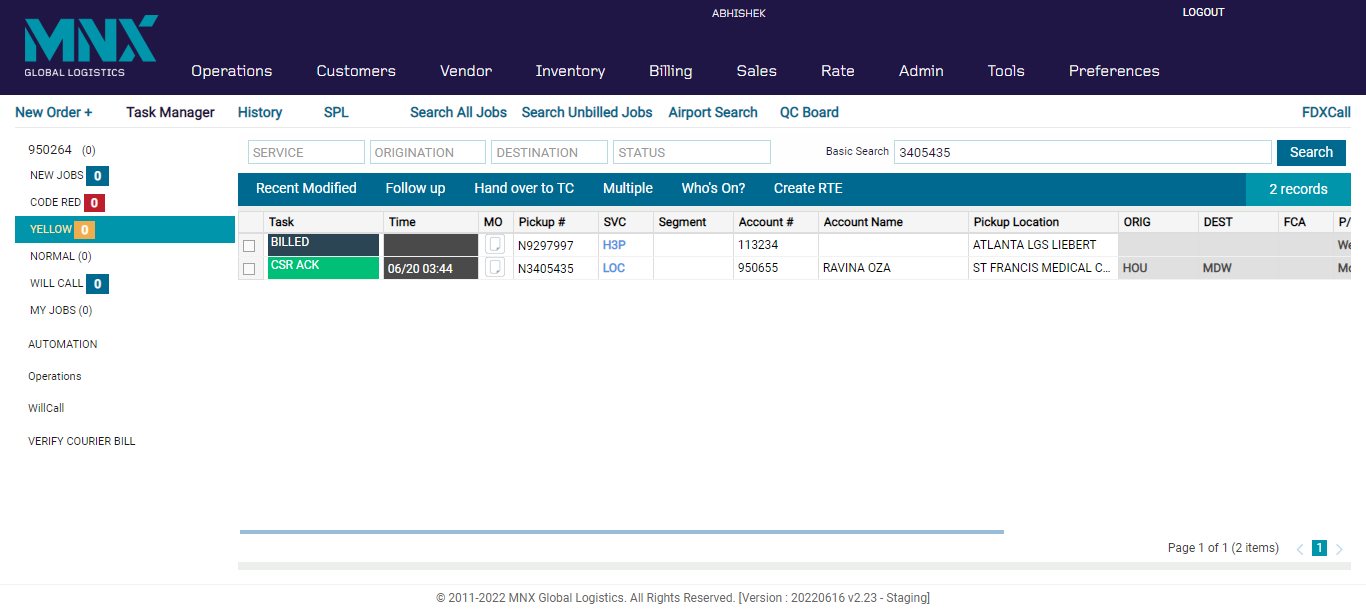 ABHISHEK LOGOUT
MNX
GLOBAL LOGISTICS
Operations Customers Vendor Inventory Billing Sales Rate Admin Tools Preferences
New Order + Task Manager History SPL Search All Jobs Search Unbilled Jobs Airport Search QC Board FDXCall
950264 (0)
NEW JOBS 0
CODE RED 0
YELLOW 0
NORMAL (0)
WILL CALL 0
MY JOBS (0)
AUTOMATION
Operations
WillCall
VERIFY COURIER BILL
SERVICE ORIGINATION DESTINATION STATUS Basic Search 3405435 Search
Recent Modified Follow up Hand over to TC Multiple Who's On? Create RTE 2 records
Task Time MO Pickup # SVC Segment Account # Account Name Pickup Location ORIG DEST FCA P/
BILLED N9297997 H3P 113234 ATLANTA LGS LIEBERT We
CSR ACK 06/20 03:44 N3405435 LOC 950655 RAVINA OZA ST FRANCIS MEDICAL C... HOU MDW Mo
Page 1 of 1 (2 items) < 1 >
© 2011-2022 MNX Global Logistics. All Rights Reserved. [Version : 20220616 v2.23 - Staging]